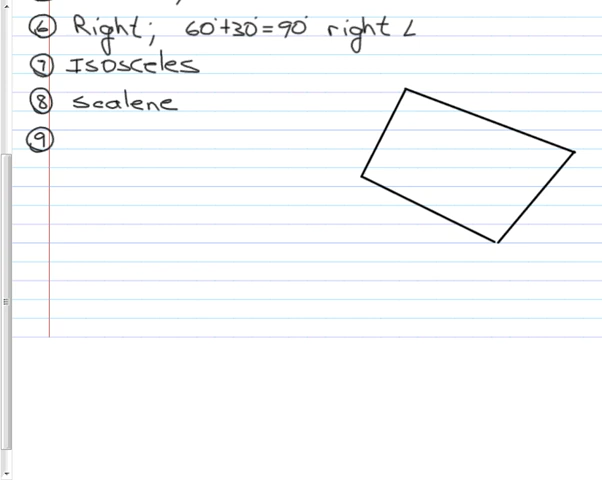 ⑥ Right; 60°+30°=90° right ∠
⑦ Isosceles
⑧ scalene
⑨